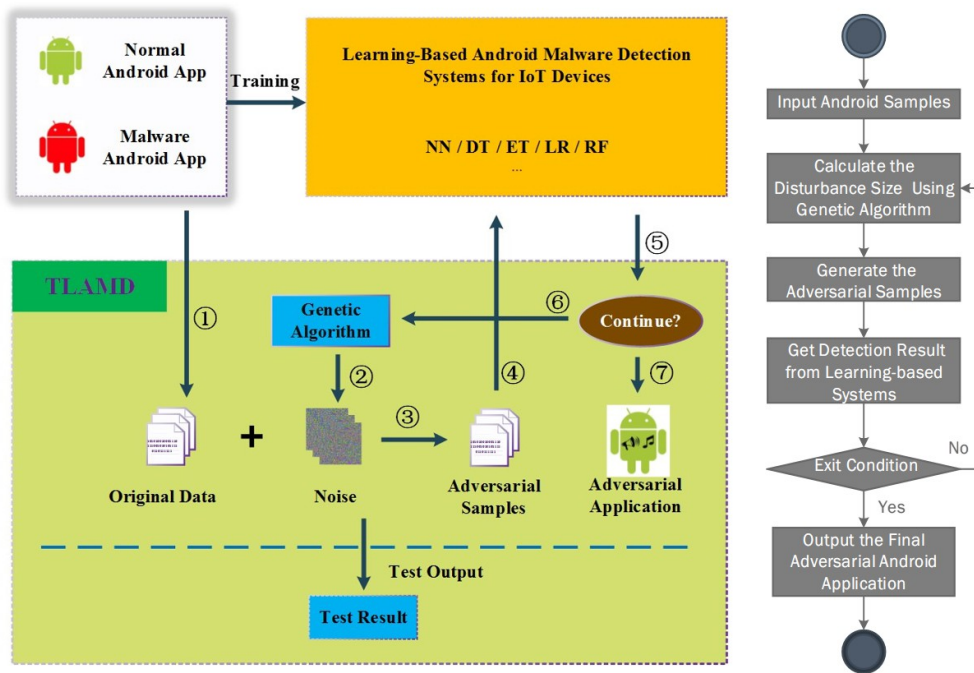 Normal
Android App
Malware
Android App
Training
Learning-Based Android Malware Detection
Systems for IoT Devices
NN / DT / ET / LR / RF
...
TLAMD
①
Genetic
Algorithm
②
③
④
⑤
⑥
Continue?
⑦
+
Original Data
Noise
Adversarial
Samples
Adversarial
Application
Test Output
Test Result
Input Android Samples
Calculate the
Disturbance Size Using
Genetic Algorithm
Generate the
Adversarial Samples
Get Detection Result
from Learning-based
Systems
Exit Condition
No
Yes
Output the Final
Adversarial Android
Application